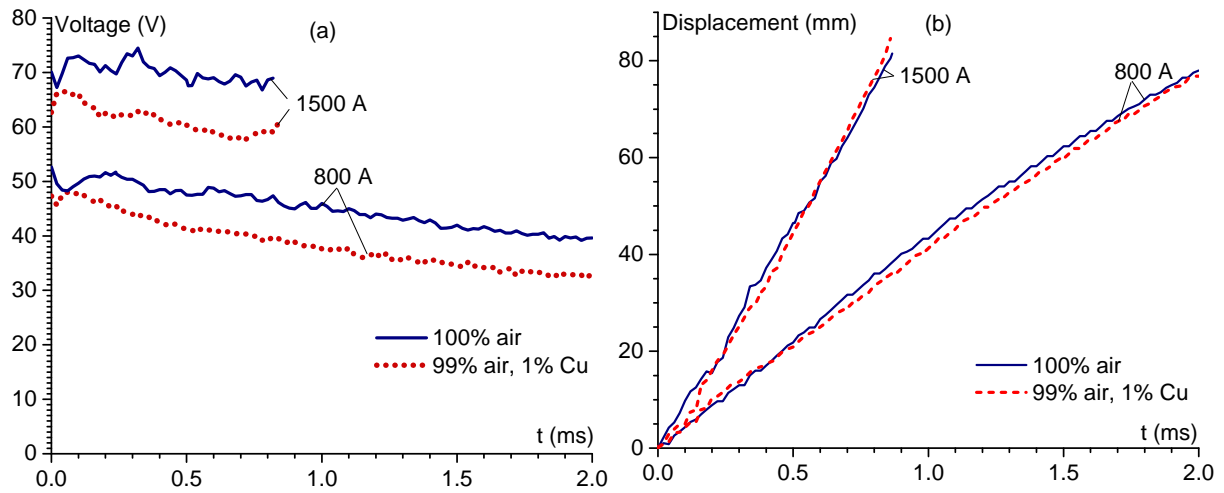 Voltage (V)
(a)
80
70
60
50
40
30
20
10
0
1500 A
800 A
100% air
99% air, 1% Cu
t (ms)
0.0
0.5
1.0
1.5
2.0
Displacement (mm)
(b)
80
60
40
20
0
1500 A
800 A
100% air
99% air, 1% Cu
t (ms)
0.0
0.5
1.0
1.5
2.0